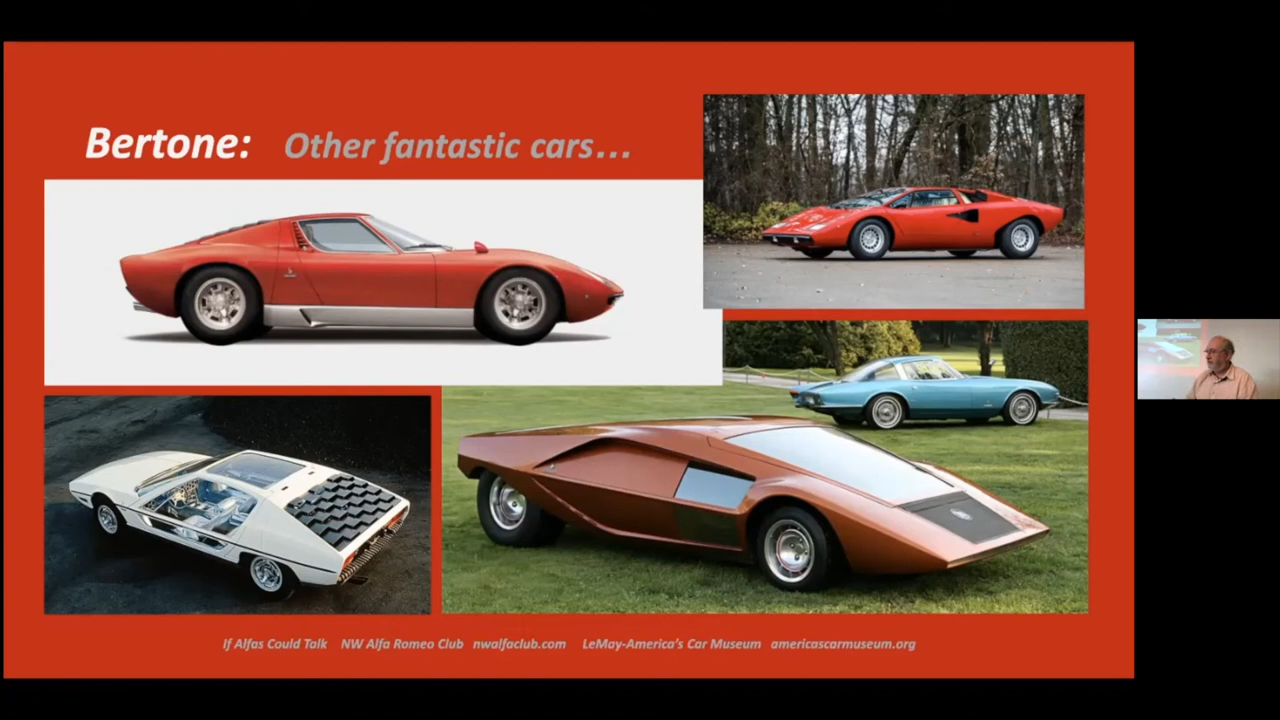 Bertone: Other fantastic cars...
If Alfas Could Talk NW Alfa Romeo Club nwalfaclub.com LeMay-America's Car Museum americascarmuseum.org